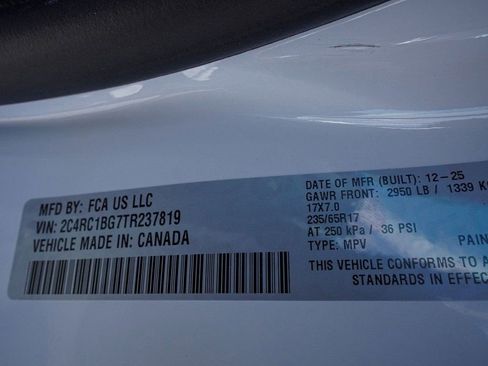 MFD BY: FCA US LLC
VIN: 2C4RC1BG7TR237819
VEHICLE MADE IN: CANADA
DATE OF MFR (BUILT): 12-25
GAWR FRONT: 2950 LB / 1339 K
17X7.0
235/65R17
AT 250 kPa / 36 PSI
TYPE: MPV PAIN
THIS VEHICLE CONFORMS TO A
STANDARDS IN EFFEC